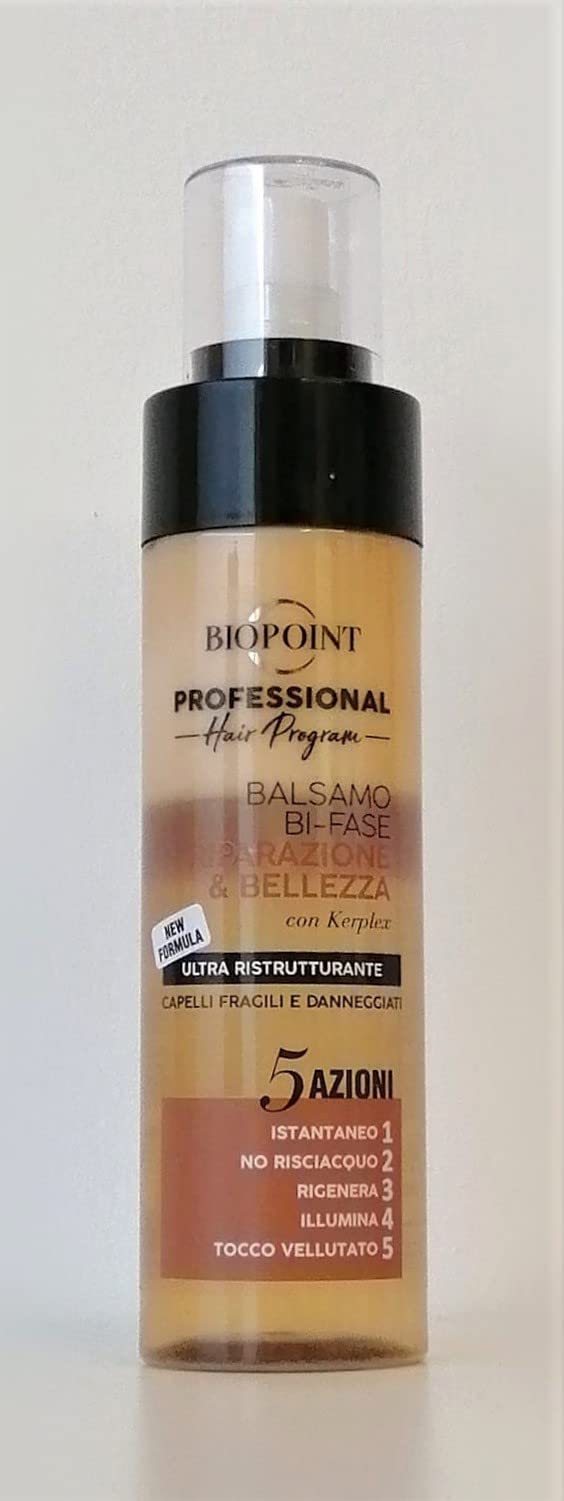 BIOPOINT
PROFESSIONAL
Hair Program
BALSAMO
BI-FASE
RIPARAZIONE
& BELLEZZA
con Kerplex
NEW
FORMULA
ULTRA RISTRUTTURANTE
CAPELLI FRAGILI E DANNEGGIATI
5 AZIONI
ISTANTANEO 1
NO RISCIACQUO 2
RIGENERA 3
ILLUMINA 4
TOCCO VELLUTATO 5